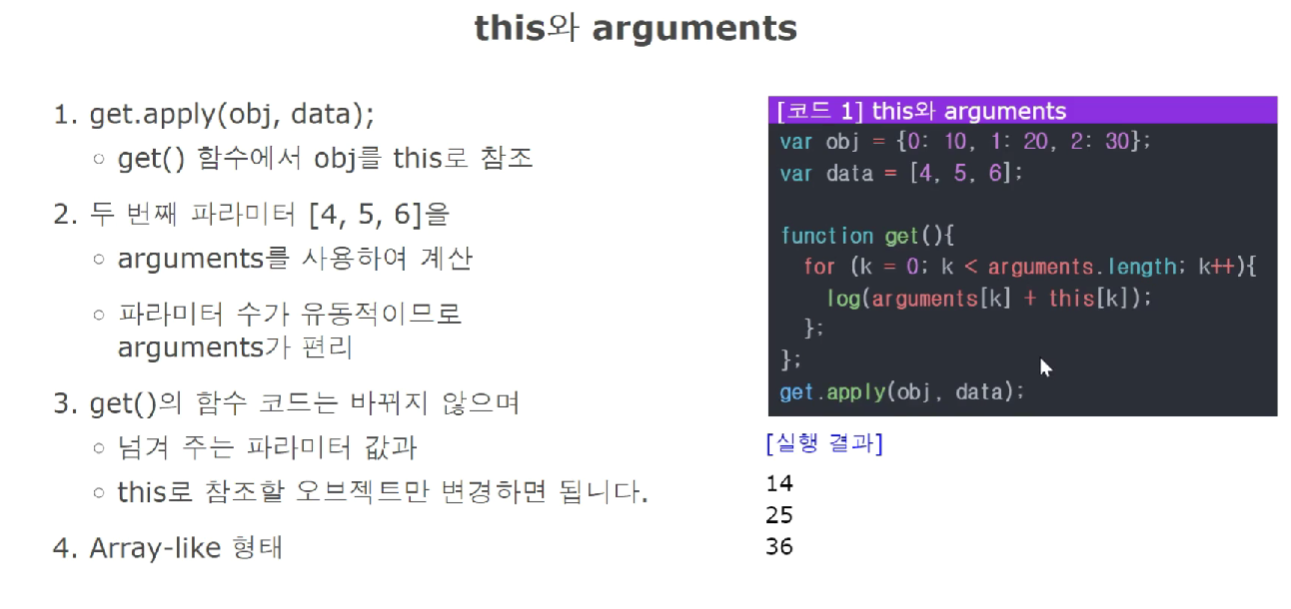 this와 arguments
1. get.apply(obj, data);
○ get() 함수에서 obj를 this로 참조
2. 두 번째 파라미터 [4, 5, 6]을
○ arguments를 사용하여 계산
○ 파라미터 수가 유동적이므로
arguments가 편리
3. get()의 함수 코드는 바뀌지 않으며
○ 넘겨 주는 파라미터 값과
○ this로 참조할 오브젝트만 변경하면 됩니다.
4. Array-like 형태
[코드 1] this와 arguments
var obj = {0: 10, 1: 20, 2: 30};
var data = [4, 5, 6];
function get(){
for (k = 0; k < arguments.length; k++){
log(arguments[k] + this[k]);
};
};
get.apply(obj, data);
[실행 결과]
14
25
36